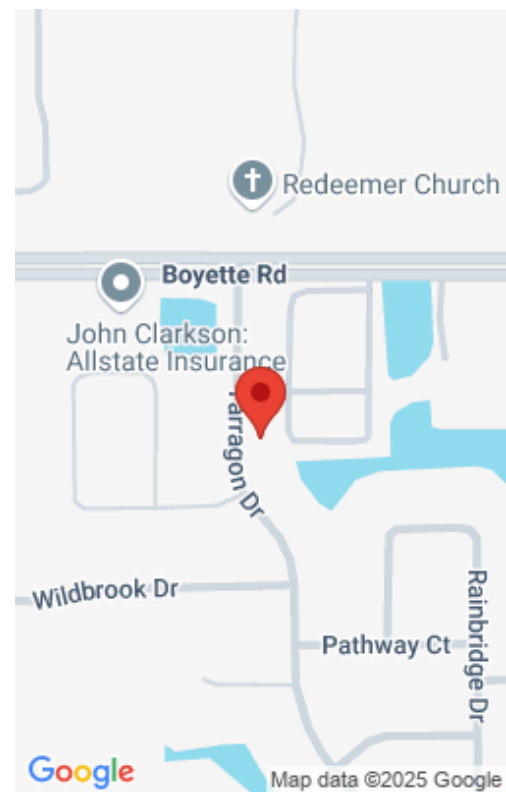 Redeemer Church
Boyette Rd
John Clarkson:
Allstate Insurance
Tarragon Dr
Wildbrook Dr
Pathway Ct
Rainbridge Dr
Google
Map data ©2025 Google